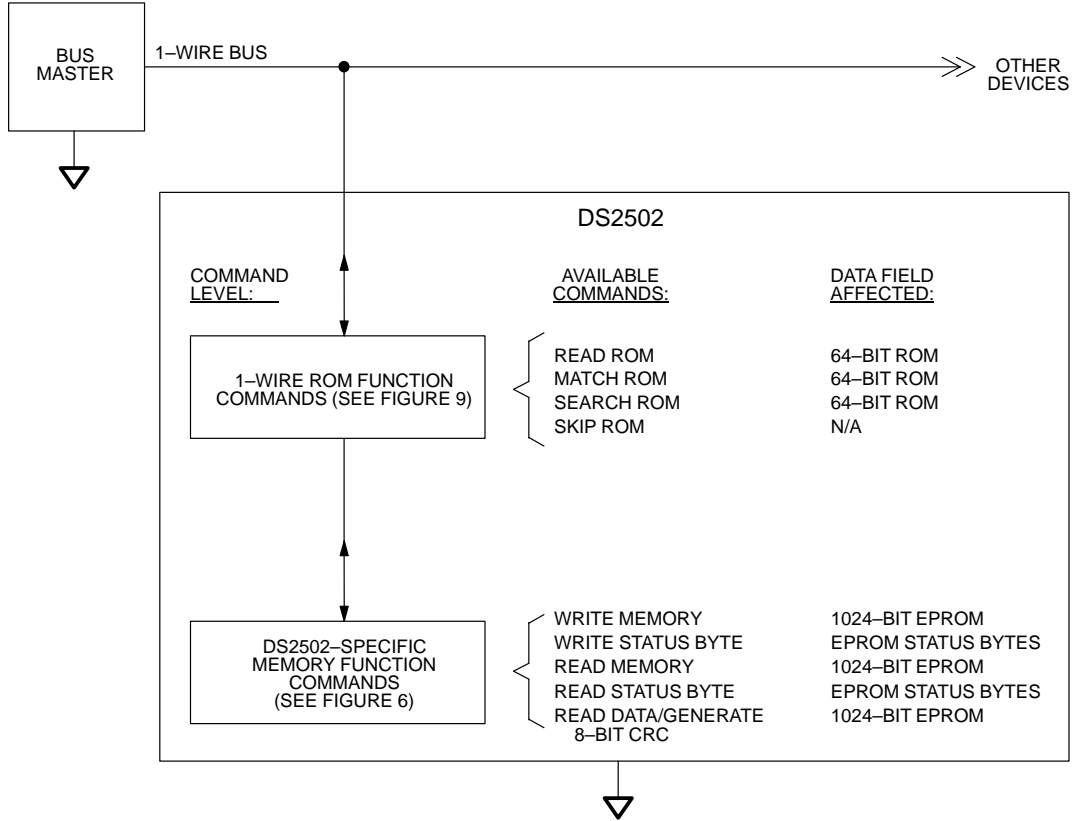 BUS
MASTER
1–WIRE BUS
OTHER
DEVICES
DS2502
COMMAND
LEVEL:
AVAILABLE
COMMANDS:
DATA FIELD
AFFECTED:
1–WIRE ROM FUNCTION
COMMANDS (SEE FIGURE 9)
READ ROM 64–BIT ROM
MATCH ROM 64–BIT ROM
SEARCH ROM 64–BIT ROM
SKIP ROM N/A
DS2502–SPECIFIC
MEMORY FUNCTION
COMMANDS
(SEE FIGURE 6)
WRITE MEMORY 1024–BIT EPROM
WRITE STATUS BYTE EPROM STATUS BYTES
READ MEMORY 1024–BIT EPROM
READ STATUS BYTE EPROM STATUS BYTES
READ DATA/GENERATE 1024–BIT EPROM
8–BIT CRC